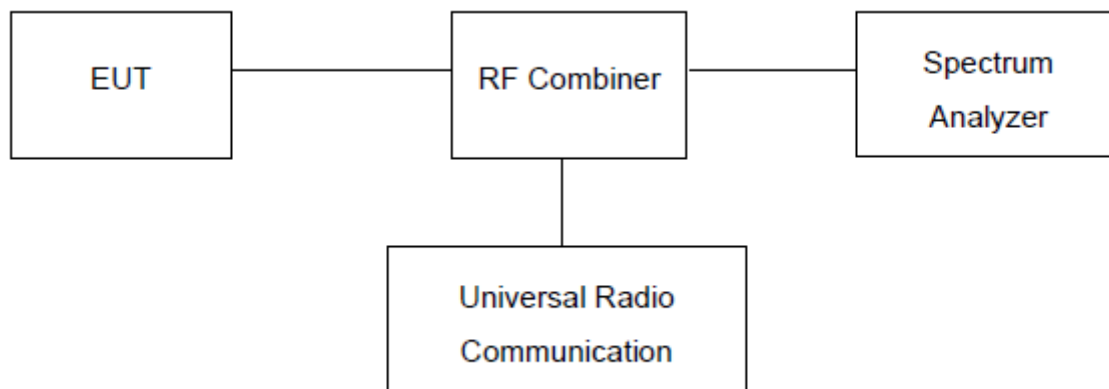 EUT
RF Combiner
Spectrum
Analyzer
Universal Radio
Communication